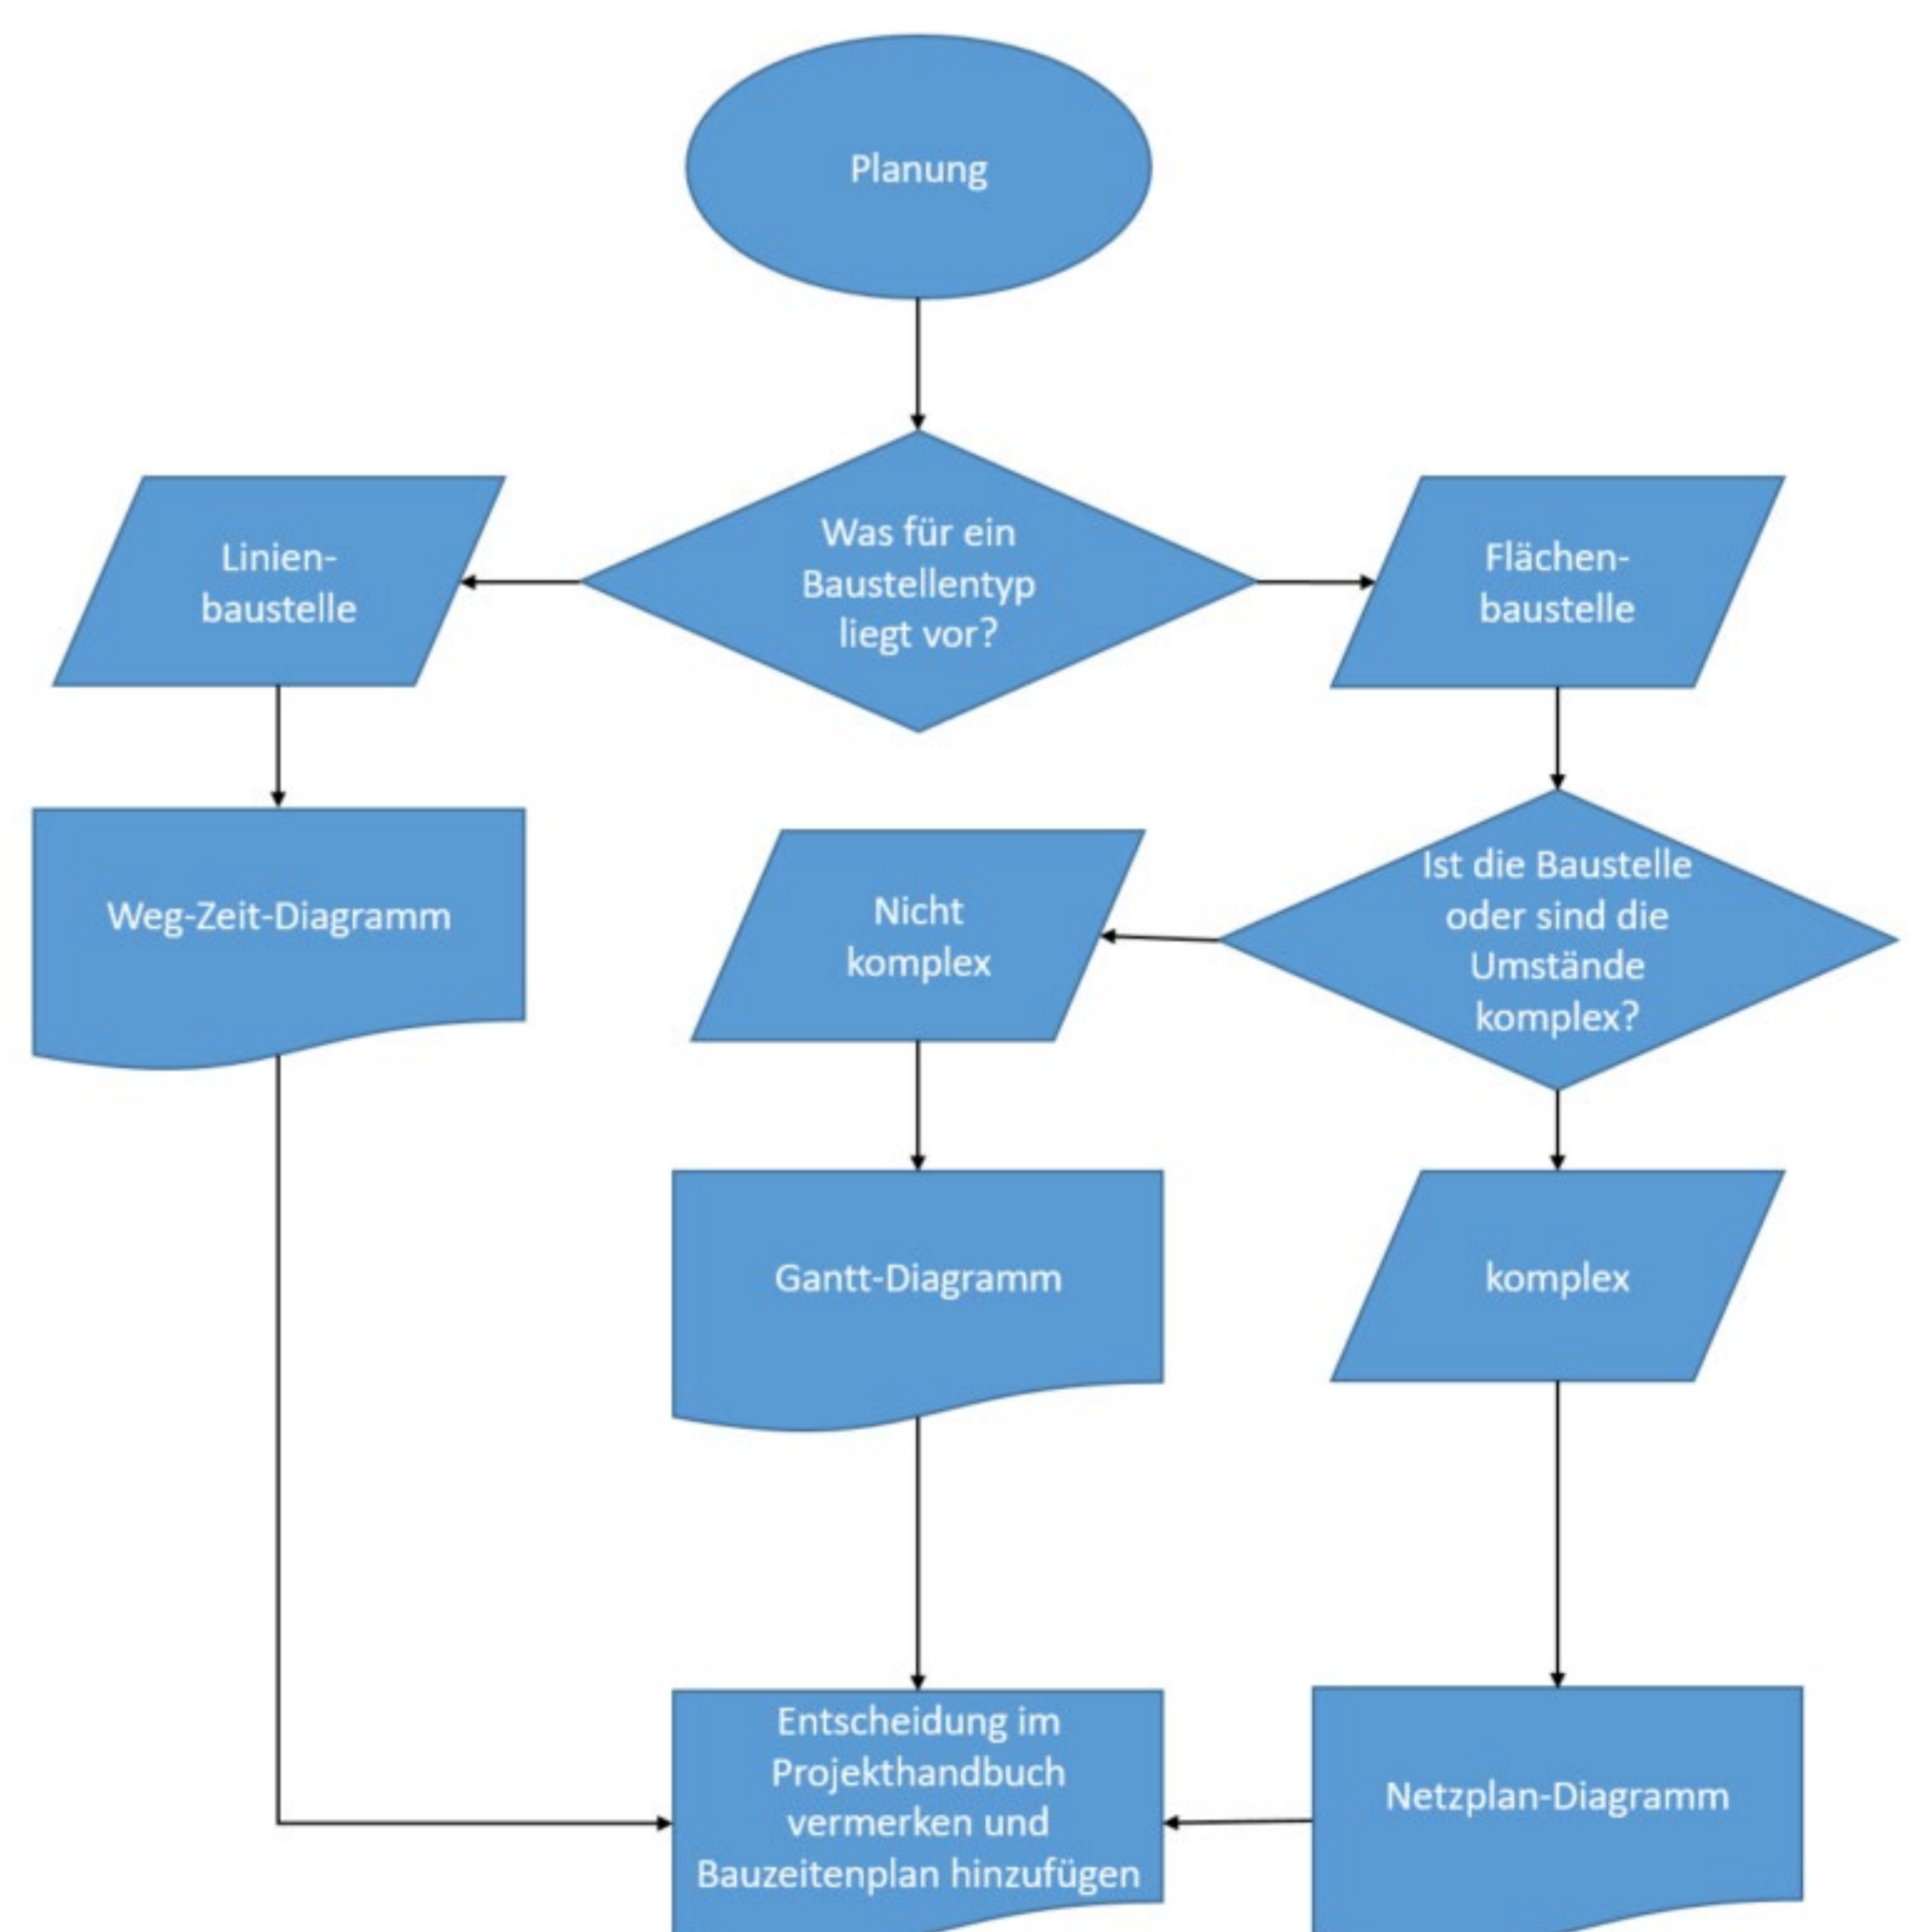 Planung
Was für ein
Baustellentyp
liegt vor?
Linien-
baustelle
Flächen-
baustelle
Weg-Zeit-Diagramm
Nicht
komplex
Ist die Baustelle
oder sind die
Umstände
komplex?
Gantt-Diagramm
komplex
Entscheidung im
Projekthandbuch
vermerken und
Bauzeitenplan hinzufügen
Netzplan-Diagramm